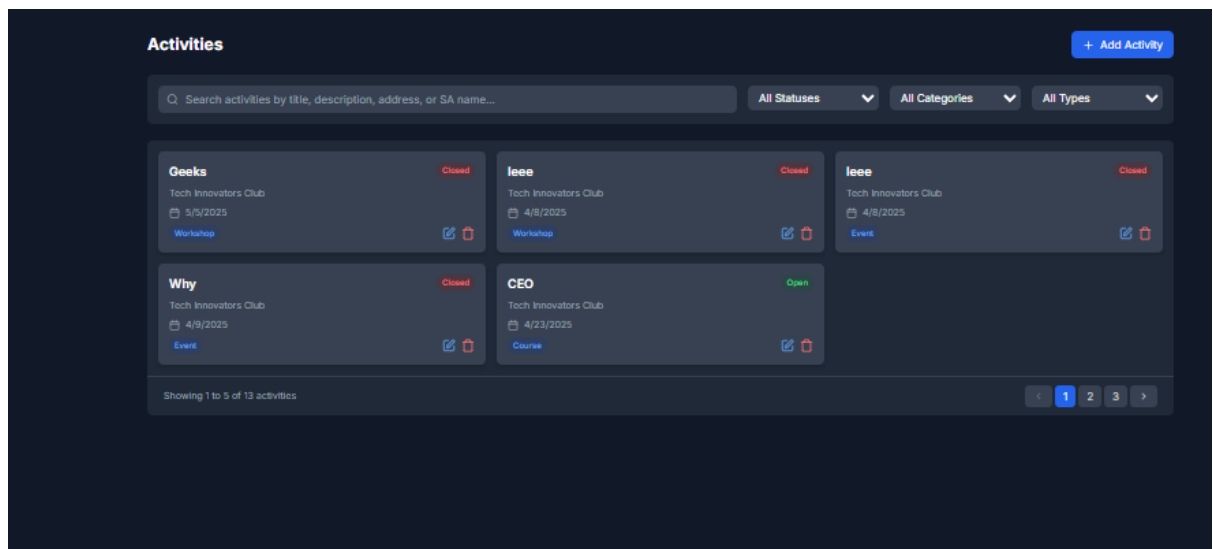 Activities
+ Add Activity
Search activities by title, description, address, or SA name...
All Statuses
All Categories
All Types
Geeks
Closed
Tech Innovators Club
5/5/2025
Workshop
Ieee
Closed
Tech Innovators Club
4/8/2025
Workshop
Ieee
Closed
Tech Innovators Club
4/8/2025
Event
Why
Closed
Tech Innovators Club
4/9/2025
Event
CEO
Open
Tech Innovators Club
4/23/2025
Course
Showing 1 to 5 of 13 activities
< 1 2 3 >